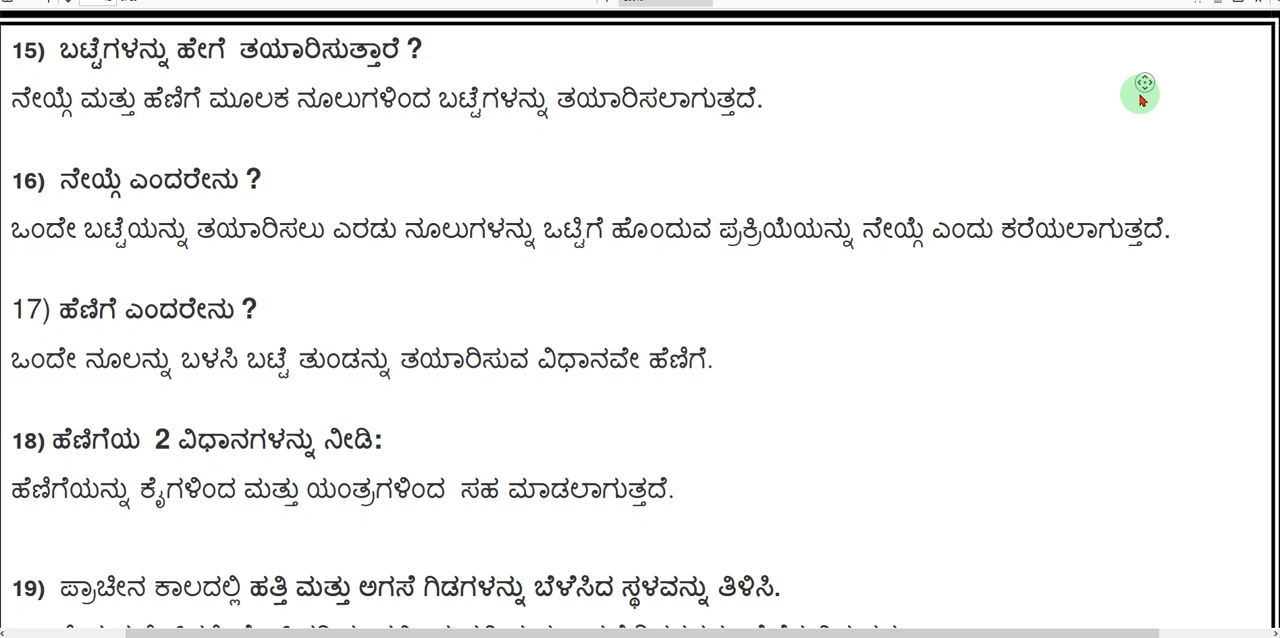 15) ಬಟ್ಟೆಗಳನ್ನು ಹೇಗೆ ತಯಾರಿಸುತ್ತಾರೆ ?
ನೇಯ್ಗೆ ಮತ್ತು ಹೆಣಿಗೆ ಮೂಲಕ ನೂಲುಗಳಿಂದ ಬಟ್ಟೆಗಳನ್ನು ತಯಾರಿಸಲಾಗುತ್ತದೆ.
16) ನೇಯ್ಗೆ ಎಂದರೇನು ?
ಒಂದೇ ಬಟ್ಟೆಯನ್ನು ತಯಾರಿಸಲು ಎರಡು ನೂಲುಗಳನ್ನು ಒಟ್ಟಿಗೆ ಹೊಂದುವ ಪ್ರಕ್ರಿಯೆಯನ್ನು ನೇಯ್ಗೆ ಎಂದು ಕರೆಯಲಾಗುತ್ತದೆ.
17) ಹೆಣಿಗೆ ಎಂದರೇನು ?
ಒಂದೇ ನೂಲನ್ನು ಬಳಸಿ ಬಟ್ಟೆ ತುಂಡನ್ನು ತಯಾರಿಸುವ ವಿಧಾನವೇ ಹೆಣಿಗೆ.
18) ಹೆಣಿಗೆಯ 2 ವಿಧಾನಗಳನ್ನು ನೀಡಿ:
ಹೆಣಿಗೆಯನ್ನು ಕೈಗಳಿಂದ ಮತ್ತು ಯಂತ್ರಗಳಿಂದ ಸಹ ಮಾಡಲಾಗುತ್ತದೆ.
19) ಪ್ರಾಚೀನ ಕಾಲದಲ್ಲಿ ಹತ್ತಿ ಮತ್ತು ಅಗಸೆ ಗಿಡಗಳನ್ನು ಬೆಳೆಸಿದ ಸ್ಥಳವನ್ನು ತಿಳಿಸಿ.